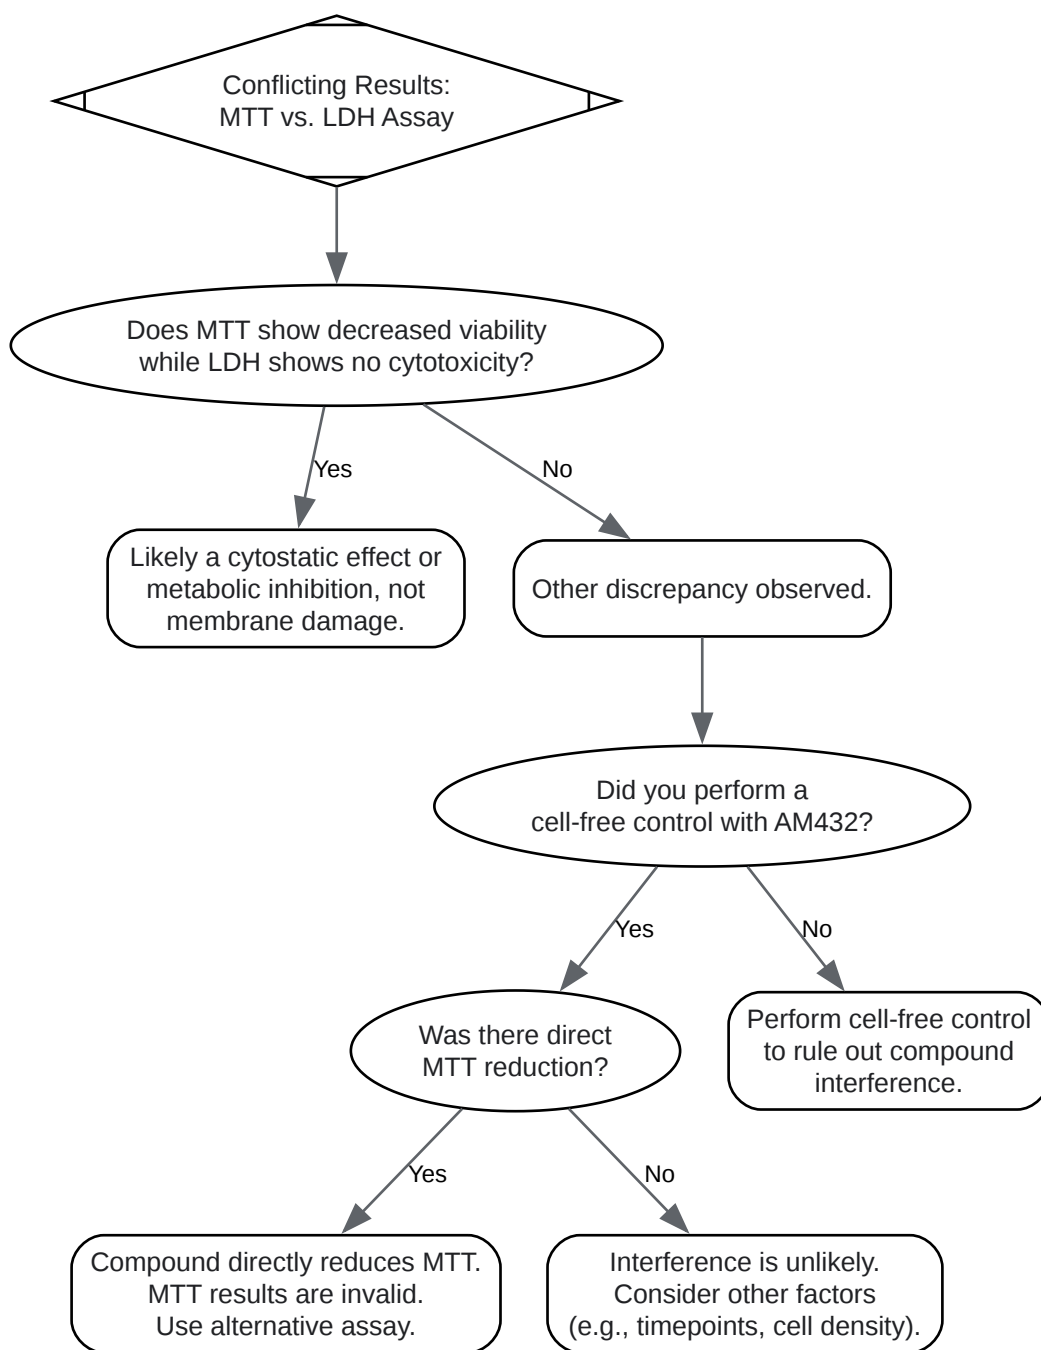 Conflicting Results:
MTT vs. LDH Assay
Does MTT show decreased viability
while LDH shows no cytotoxicity?
Yes
No
Likely a cytostatic effect or
metabolic inhibition, not
membrane damage.
Other discrepancy observed.
Did you perform a
cell-free control with AM432?
Yes
No
Was there direct
MTT reduction?
Perform cell-free control
to rule out compound
interference.
Yes
No
Compound directly reduces MTT.
MTT results are invalid.
Use alternative assay.
Interference is unlikely.
Consider other factors
(e.g., timepoints, cell density).